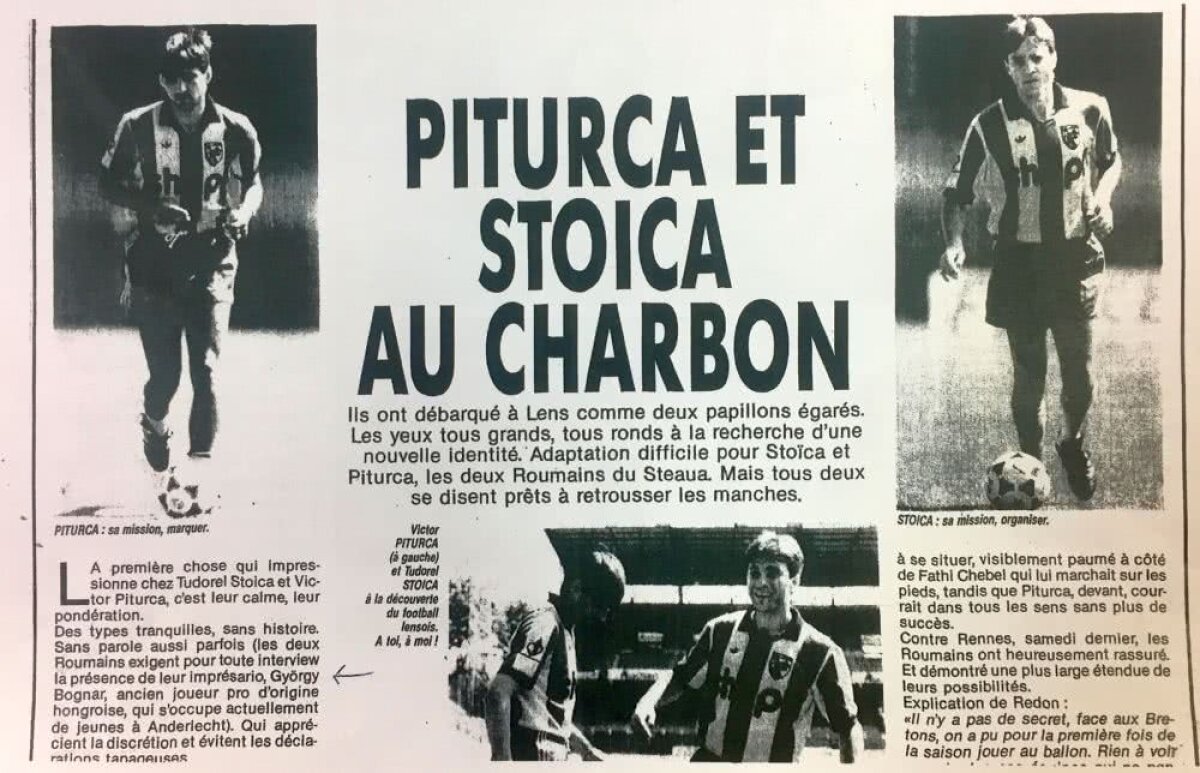 PITURCA ET
STOICA
AU CHARBON
Ils ont débarqué à Lens comme deux papillons égarés.
Les yeux tous grands, tous ronds à la recherche d'une
nouvelle identité. Adaptation difficile pour Stoïca et
Piturca, les deux Roumains du Steaua. Mais tous deux
se disent prêts à retrousser les manches.
PITURCA : sa mission, marquer.
STOICA : sa mission, organiser.
LA première chose qui impres-
sionne chez Tudorel Stoica et Vic-
tor Piturca, c'est leur calme, leur
pondération.
Des types tranquilles, sans histoire.
Sans parole aussi parfois (les deux
Roumains exigent pour toute interview
la présence de leur imprésario, György
Bognar, ancien joueur pro d'origine
hongroise, qui s'occupe actuellement
de jeunes à Anderlecht). Qui appré-
cient la discrétion et évitent les décla-
rations tapageuses
Victor
PITURCA
(à gauche)
et Tudorel
STOICA
à la découverte
du football
lensois.
A toi, à moi !
à se situer, visiblement paumé à côté
de Fathi Chebel qui lui marchait sur les
pieds, tandis que Piturca, devant, cour-
rait dans tous les sens sans plus de
succès.
Contre Rennes, samedi dernier, les
Roumains ont heureusement rassuré.
Et démontré une plus large étendue de
leurs possibilités.
Explication de Redon :
«Il n'y a pas de secret, face aux Bre-
tons, on a pu pour la première fois de
la saison jouer au ballon. Rien à voir